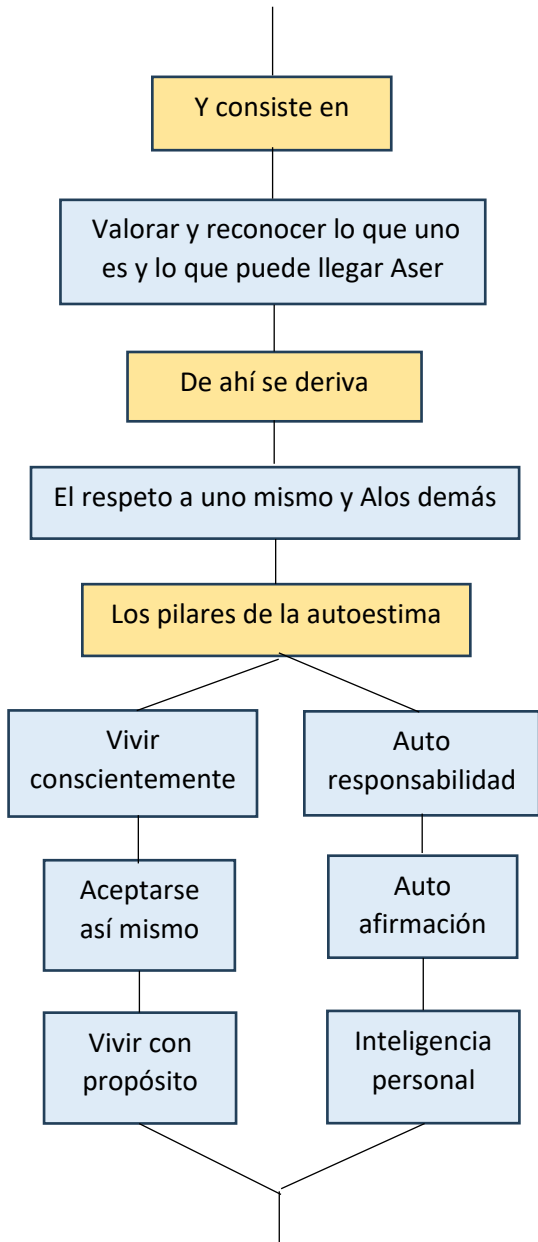 Y consiste en
Valorar y reconocer lo que uno
es y lo que puede llegar Aser
De ahí se deriva
El respeto a uno mismo y Alos demás
Los pilares de la autoestima
Vivir
conscientemente
Auto
responsabilidad
Aceptarse
así mismo
Auto
afirmación
Vivir con
propósito
Inteligencia
personal